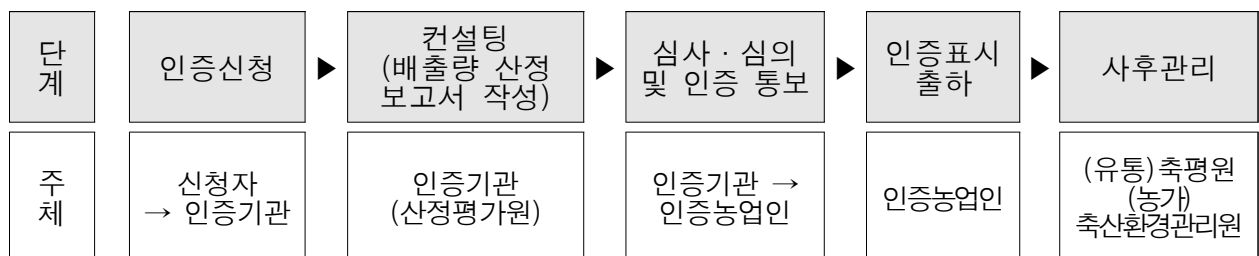 단
계
인증신청
▶
컨설팅
(배출량 산정
보고서 작성)
▶
심사·심의
및 인증 통보
▶
인증표시
출하
▶
사후관리
주
체
신청자
→ 인증기관
인증기관
(산정평가원)
인증기관 →
인증농업인
인증농업인
(유통)축평원
(농가)
축산환경관리원